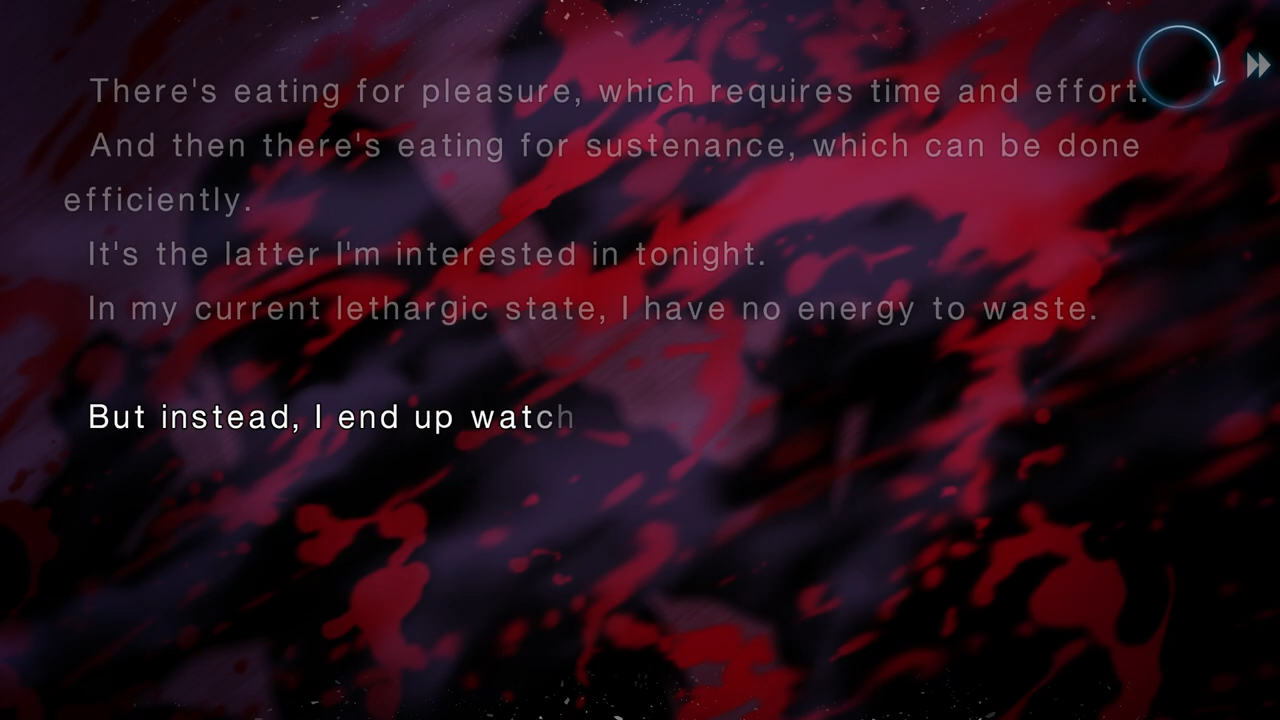 There's eating for pleasure, which requires time and effort.
And then there's eating for sustenance, which can be done
efficiently.
It's the latter I'm interested in tonight.
In my current lethargic state, I have no energy to waste.
But instead, I end up watch